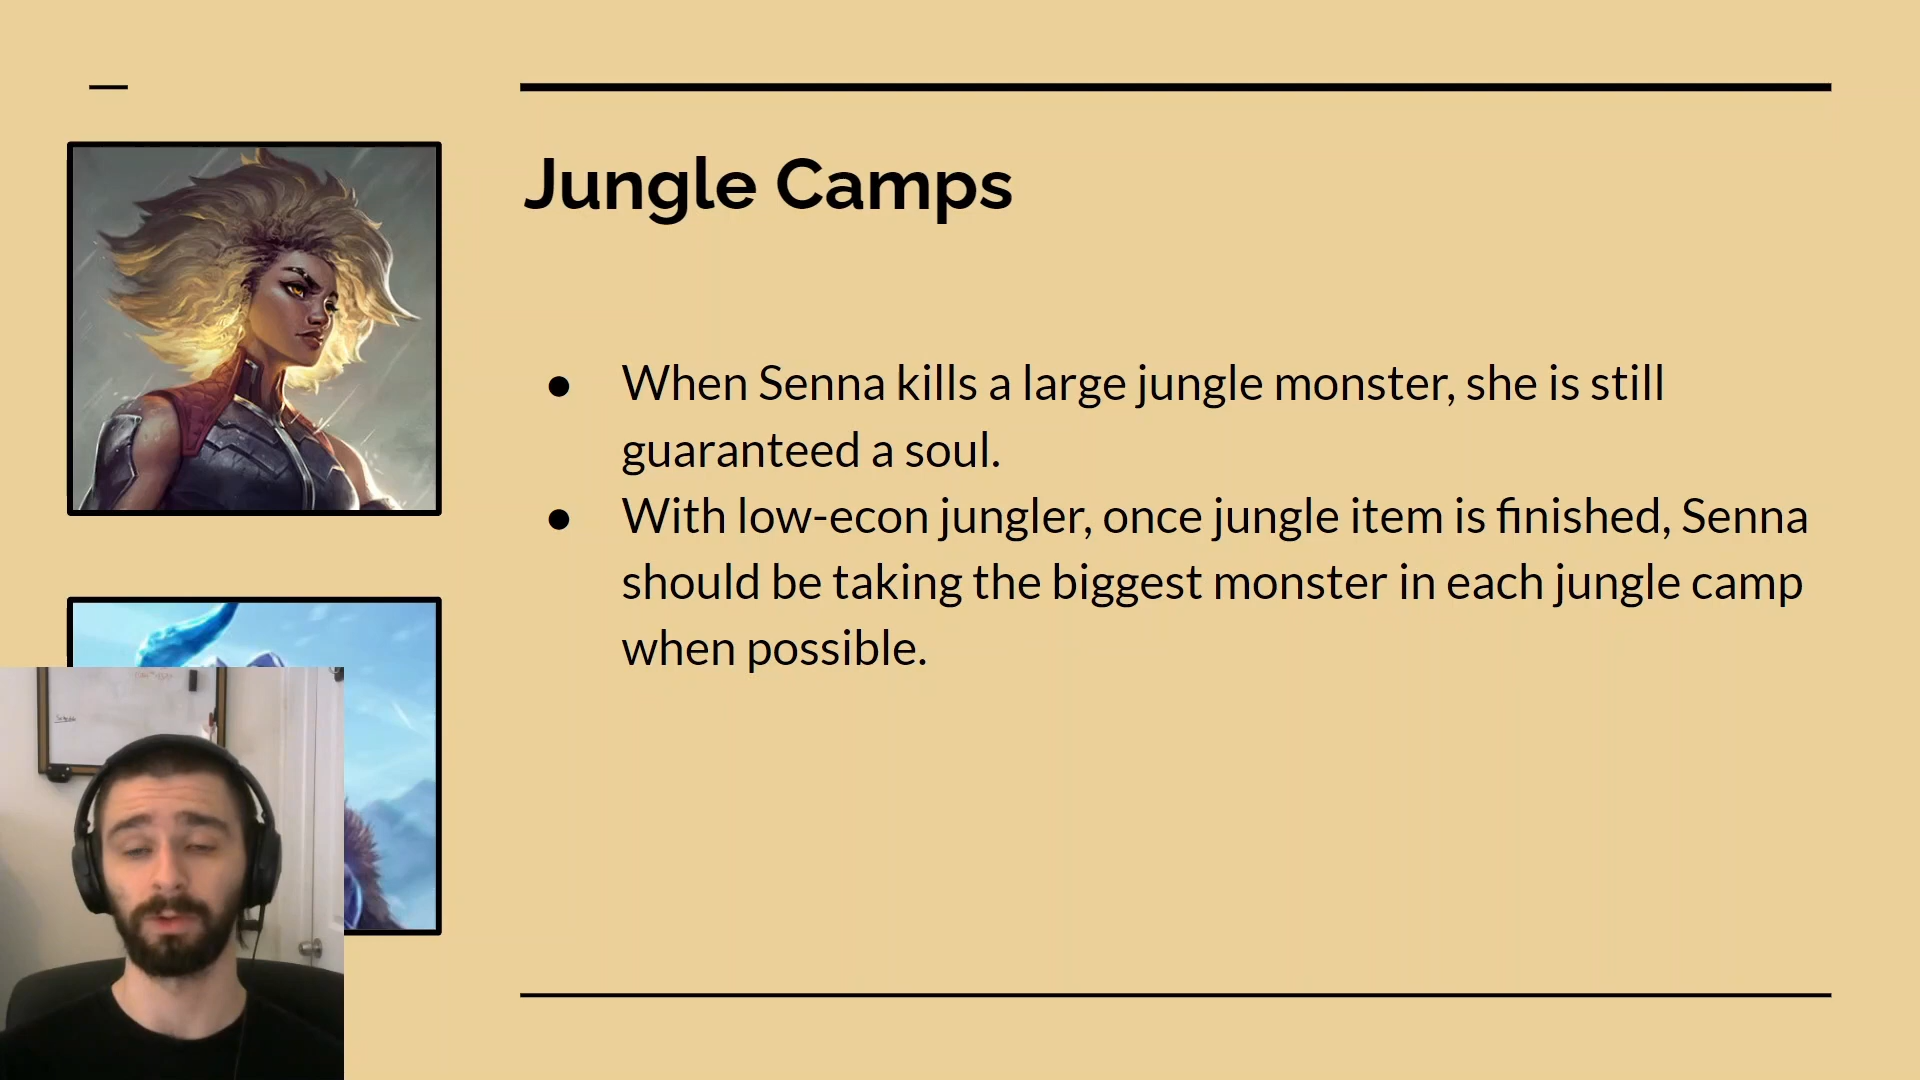 Jungle Camps
● When Senna kills a large jungle monster, she is still
guaranteed a soul.
● With low-econ jungler, once jungle item is finished, Senna
should be taking the biggest monster in each jungle camp
when possible.